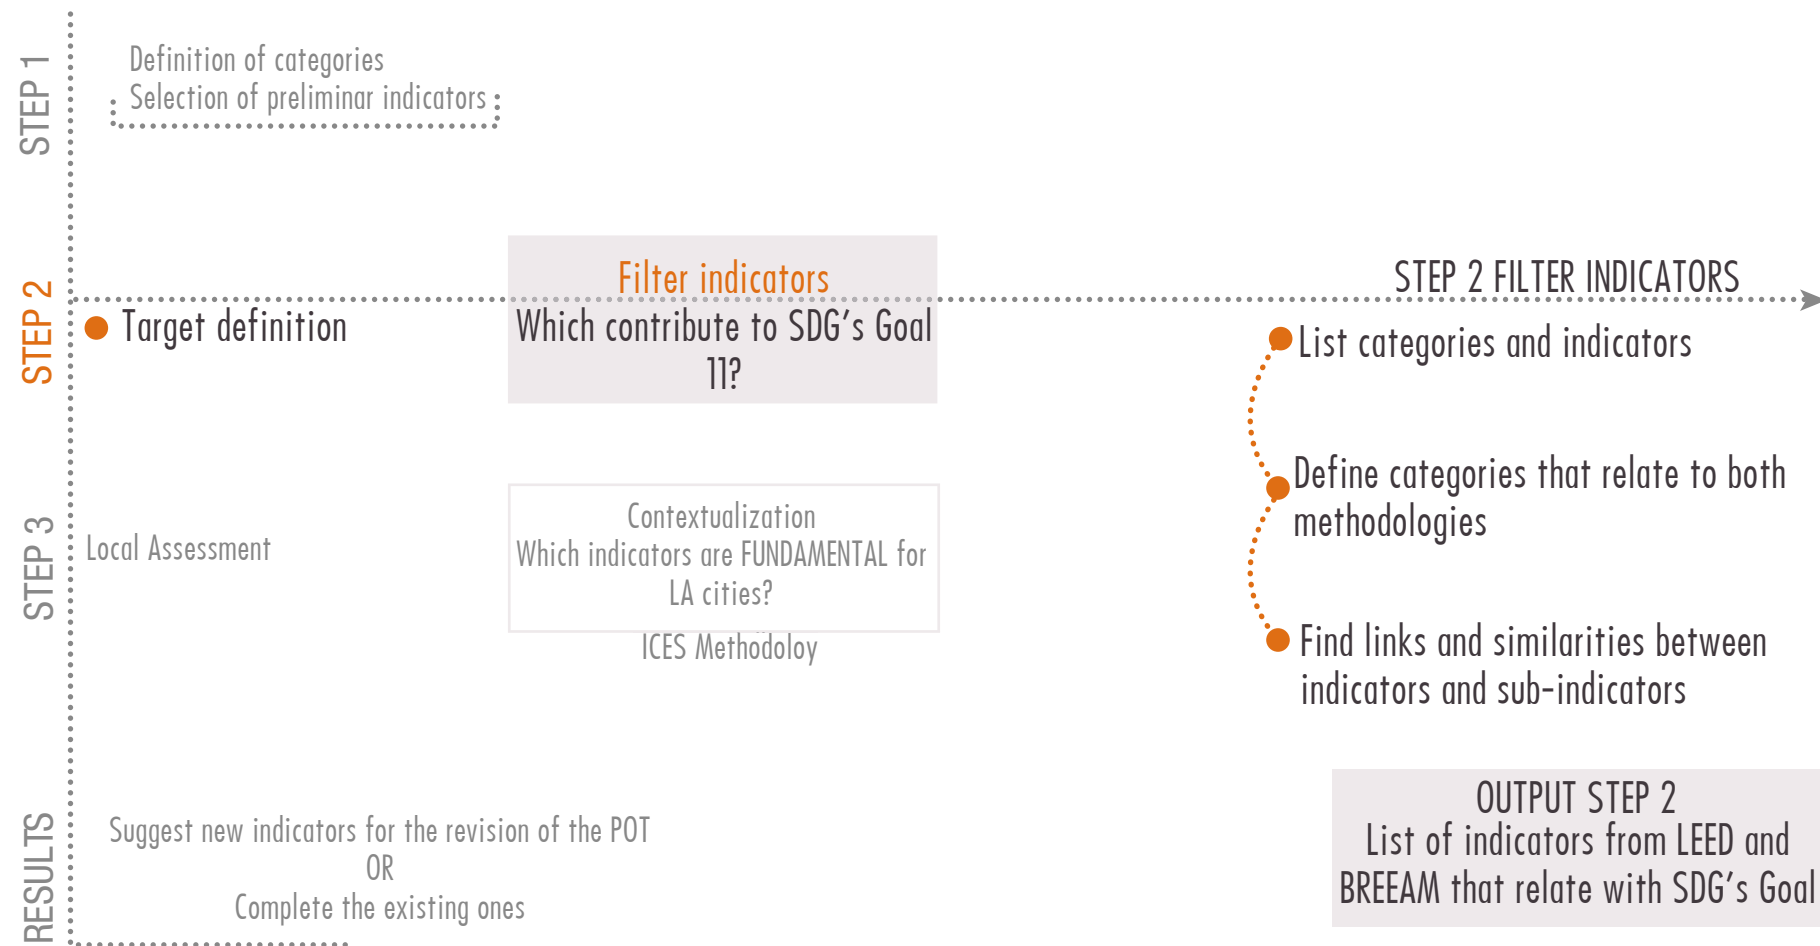 STEP 1
Definition of categories
Selection of preliminar indicators
STEP 2
Target definition
Filter indicators
Which contribute to SDG's Goal
11?
STEP 2 FILTER INDICATORS
List categories and indicators
Define categories that relate to both
methodologies
Find links and similarities between
indicators and sub-indicators
STEP 3
Local Assessment
Contextualization
Which indicators are FUNDAMENTAL for
LA cities?
ICES Methodoloy
RESULTS
Suggest new indicators for the revision of the POT
OR
Complete the existing ones
OUTPUT STEP 2
List of indicators from LEED and
BREEAM that relate with SDG's Goal